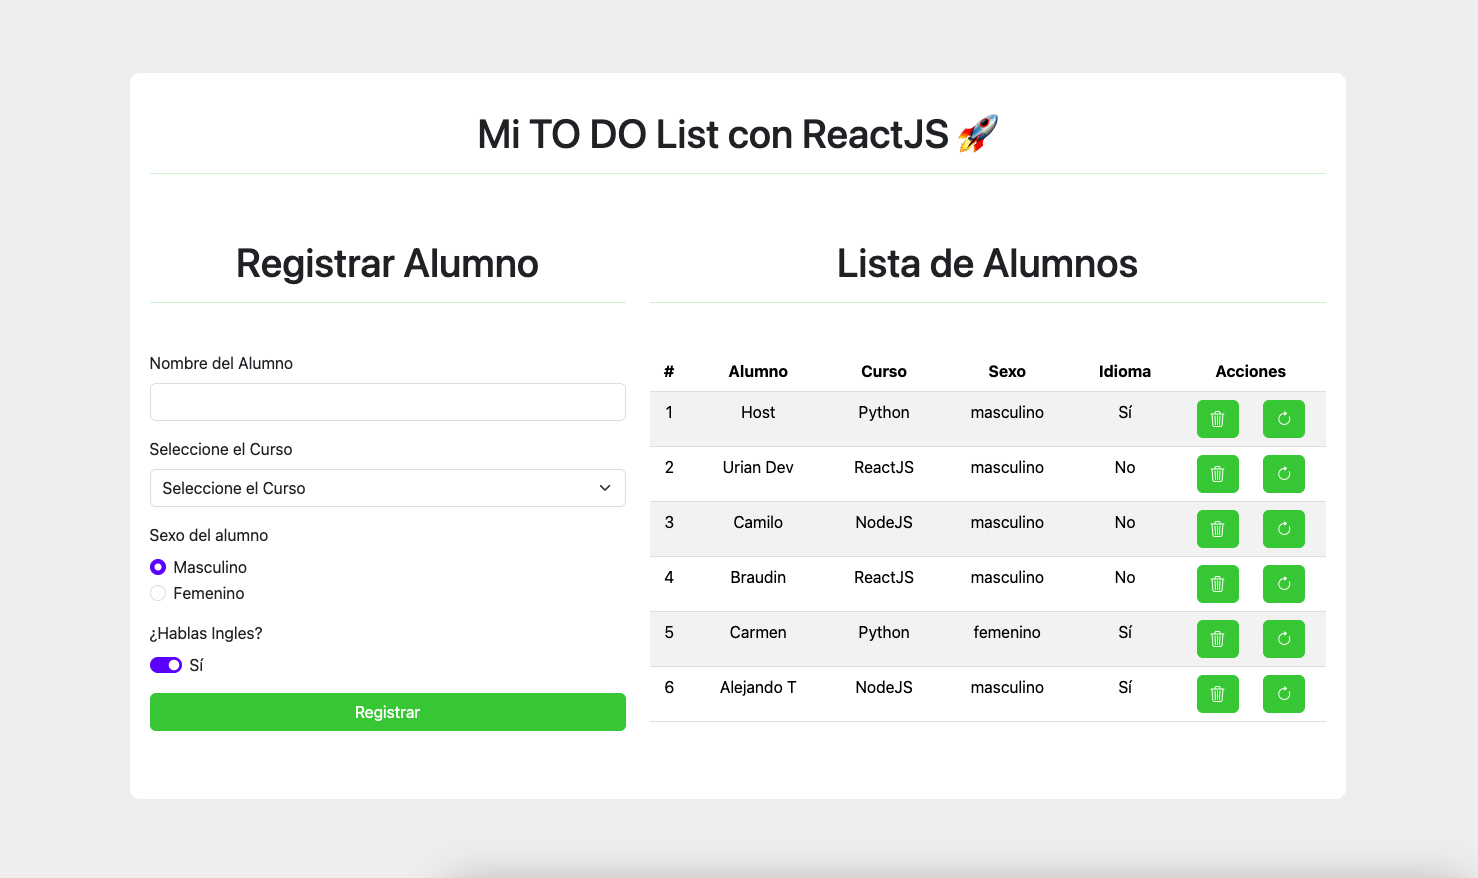 Mi TO DO List con ReactJS 🚀
Registrar Alumno
Nombre del Alumno
Seleccione el Curso
Seleccione el Curso
Sexo del alumno
Masculino
Femenino
¿Hablas Ingles?
Sí
Registrar
Lista de Alumnos
# Alumno Curso Sexo Idioma Acciones
1 Host Python masculino Sí
2 Urian Dev ReactJS masculino No
3 Camilo NodeJS masculino No
4 Braudin ReactJS masculino No
5 Carmen Python femenino Sí
6 Alejando T NodeJS masculino Sí